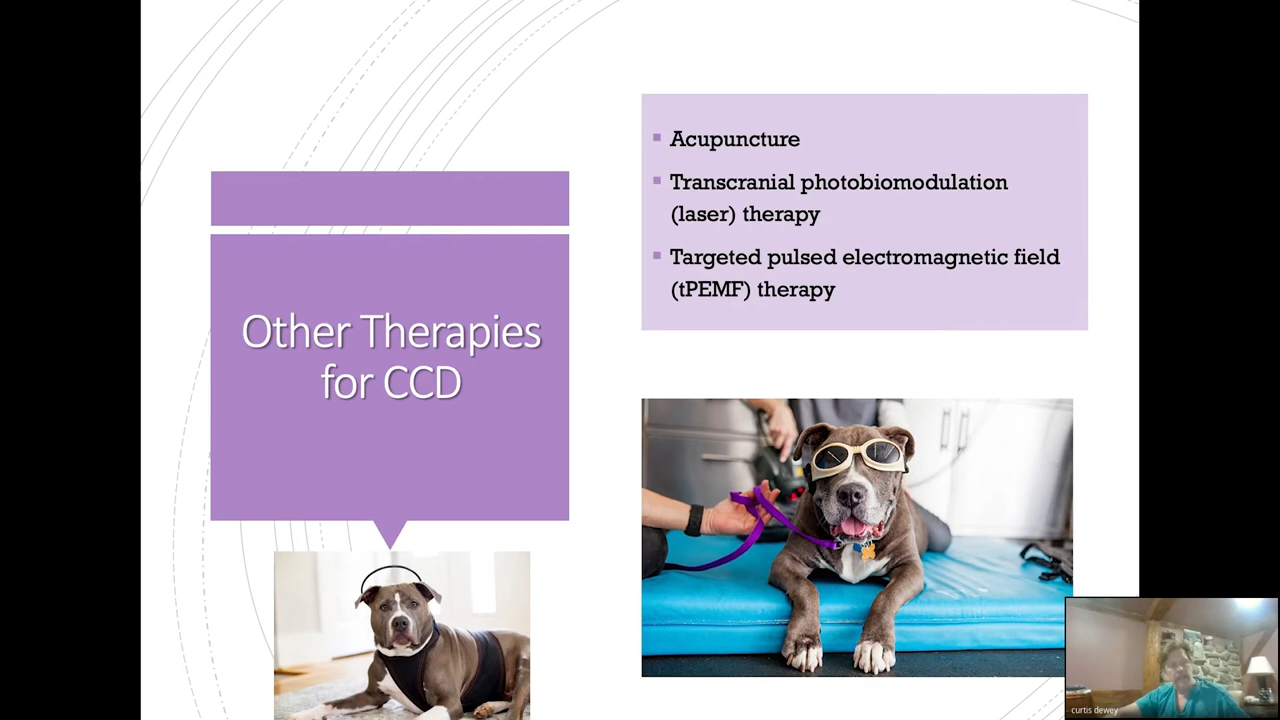 Other Therapies
for CCD
Acupuncture
Transcranial photobiomodulation
(laser) therapy
Targeted pulsed electromagnetic field
(tPEMF) therapy
curtis dewey